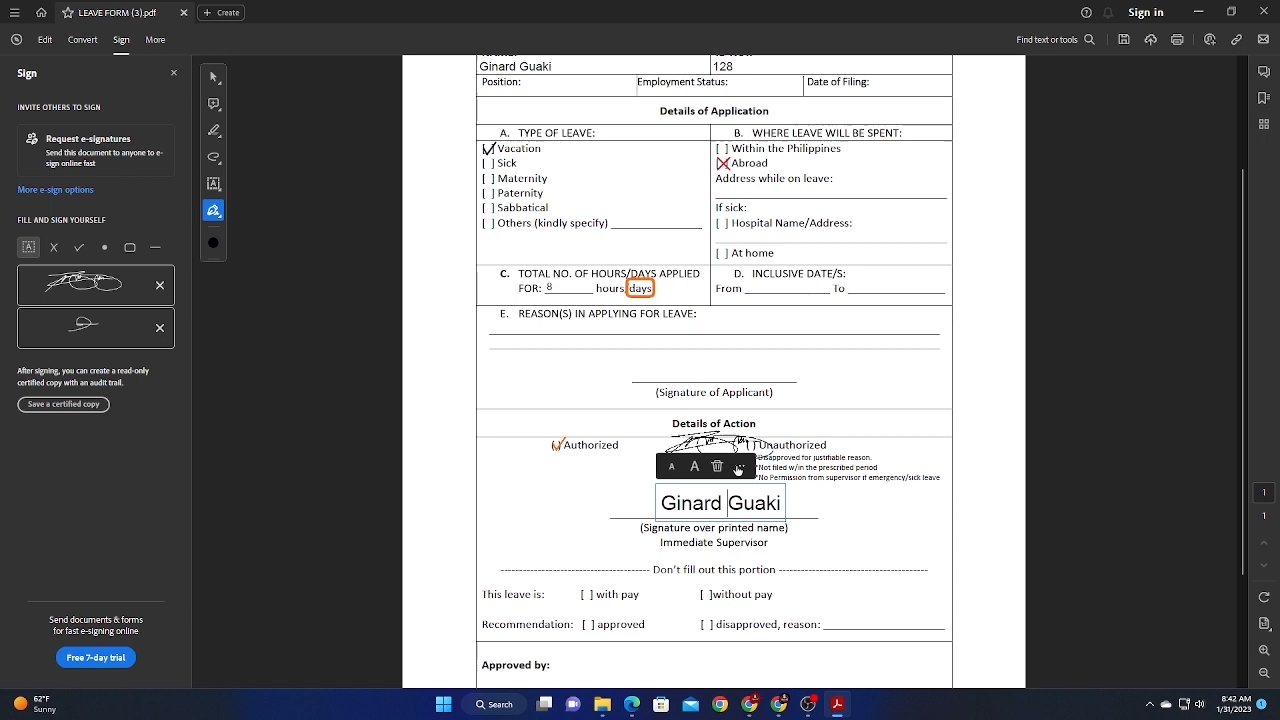 LEAVE FORM (3).pdf
Create
Sign in
Edit
Convert
Sign
More
Find text or tools
Sign
INVITE OTHERS TO SIGN
Request e-signatures
Send this document to anyone to e-
sign online fast
More e-sign options
FILL AND SIGN YOURSELF
After signing, you can create a read-only
certified copy with an audit trail.
Save a certified copy
Send documents & forms
for e-signing online
Free 7-day trial
Ginard Guaki
128
Position:
Employment Status:
Date of Filing:
Details of Application
A. TYPE OF LEAVE:
[ ] Vacation
[ ] Sick
[ ] Maternity
[ ] Paternity
[ ] Sabbatical
[ ] Others (kindly specify)
B. WHERE LEAVE WILL BE SPENT:
[ ] Within the Philippines
[ ] Abroad
Address while on leave:
If sick:
[ ] Hospital Name/Address:
[ ] At home
C. TOTAL NO. OF HOURS/DAYS APPLIED
FOR: 8 hours/days
D. INCLUSIVE DATE/S:
From To
E. REASON(S) IN APPLYING FOR LEAVE:
(Signature of Applicant)
Details of Action
( ) Authorized
( ) Unauthorized
*Disapproved for justifiable reason.
*Not filed w/in the prescribed period
*No Permission from supervisor if emergency/sick leave
A A
Ginard Guaki
(Signature over printed name)
Immediate Supervisor
Don't fill out this portion
This leave is: [ ] with pay [ ]without pay
Recommendation: [ ] approved [ ] disapproved, reason:
Approved by:
1
1
62°F
Sunny
Search
8:42 AM
1/31/2023